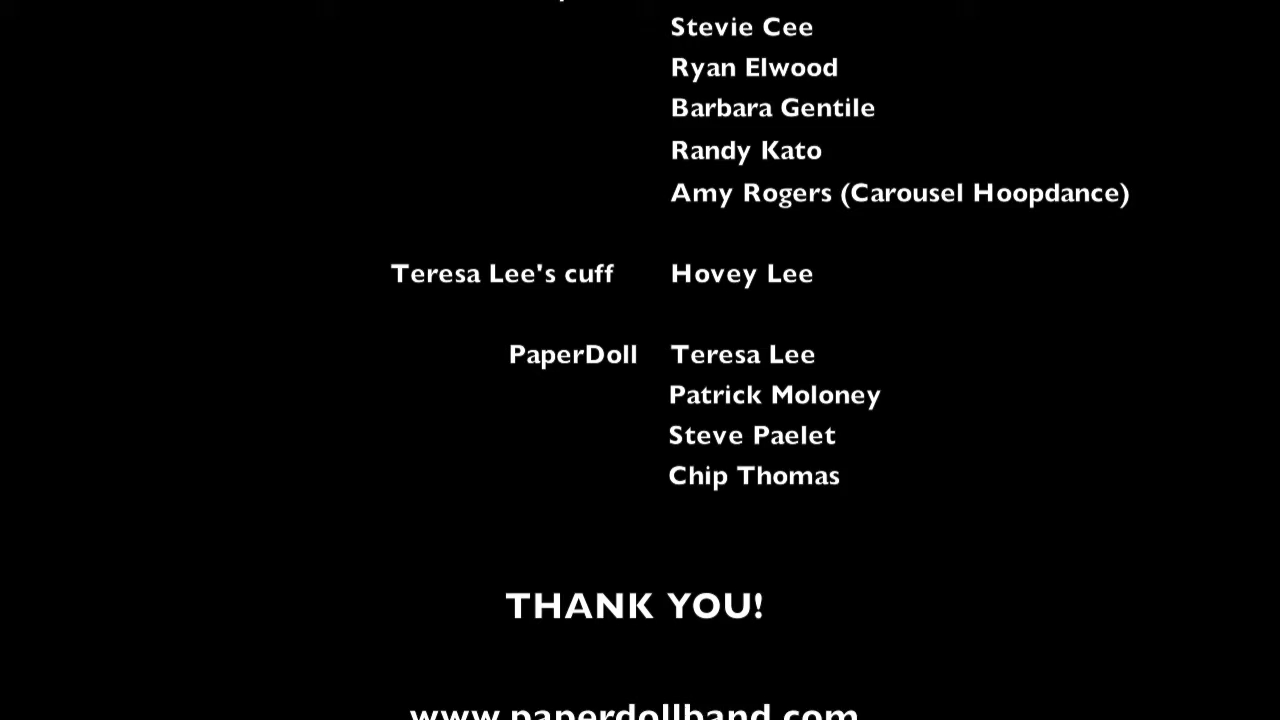 Stevie Cee
Ryan Elwood
Barbara Gentile
Randy Kato
Amy Rogers (Carousel Hoopdance)
Teresa Lee's cuff Hovey Lee
PaperDoll Teresa Lee
Patrick Moloney
Steve Paelet
Chip Thomas
THANK YOU!
www.paperdollband.com